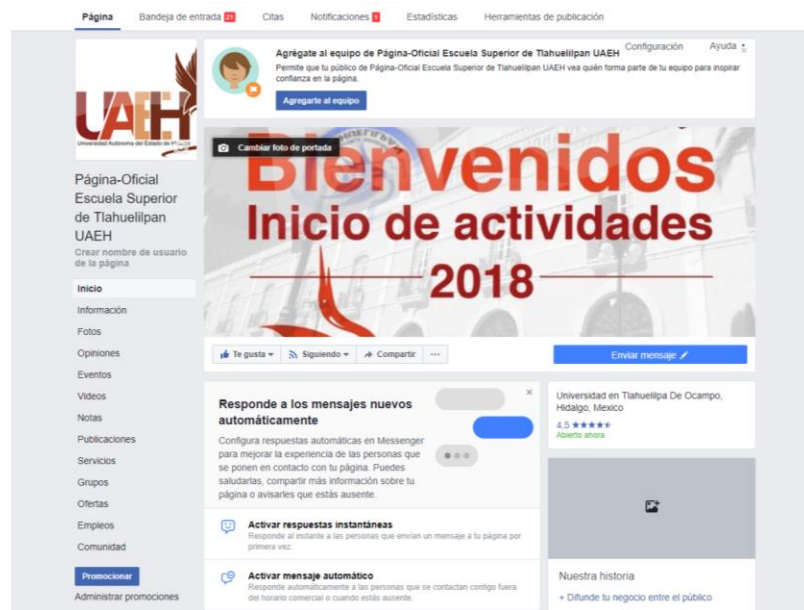 Página Bandeja de entrada 21 Citas Notificaciones 1 Estadísticas Herramientas de publicación
Configuración Ayuda
UAEH
Universidad Autónoma del Estado de
Página-Oficial
Escuela Superior
de Tlahuelilpan
UAEH
Crear nombre de usuario
de la página
Inicio
Información
Fotos
Opiniones
Eventos
Videos
Notas
Publicaciones
Servicios
Grupos
Ofertas
Empleos
Comunidad
Promocionar
Administrar promociones
Agrégate al equipo de Página-Oficial Escuela Superior de Tlahuelilpan UAEH
Permite que tu público de Página-Oficial Escuela Superior de Tlahuelilpan UAEH vea quién forma parte de tu equipo para inspirar
confianza en la página.
Agregarte al equipo
Cambiar foto de portada
Bienvenidos
Inicio de actividades
2018
Te gusta Siguiendo Compartir ...
Enviar mensaje
Responde a los mensajes nuevos
automáticamente
Configura respuestas automáticas en Messenger
para mejorar la experiencia de las personas que
se ponen en contacto con tu página. Puedes
saludarlas, compartir más información sobre tu
página o avisarles que estás ausente.
Activar respuestas instantáneas
Responde al instante a las personas que envían un mensaje a tu página por
primera vez.
Activar mensaje automático
Responde automáticamente a las personas que se contactan contigo fuera
del horario comercial o cuando estás ausente.
Universidad en Tlahuelilpa De Ocampo,
Hidalgo, Mexico
4,5 ★★★★★
Abierto ahora
Nuestra historia
+ Difunde tu negocio entre el público